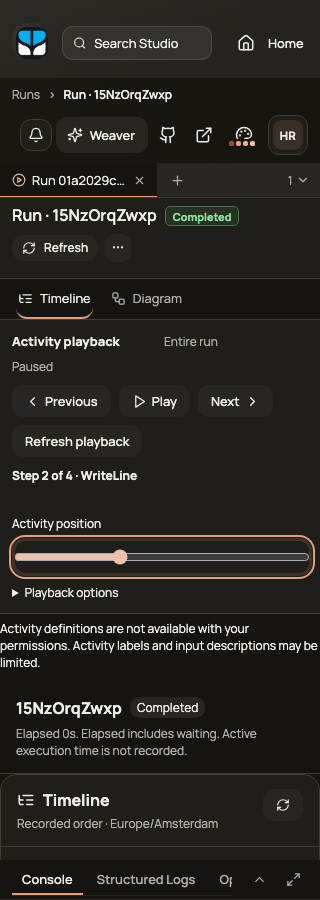 Search Studio
Home
Runs › Run · 15NzOrqZwxp
Weaver
HR
Run 01a2029c...
1
Run · 15NzOrqZwxp
Completed
Refresh
Timeline
Diagram
Activity playback
Entire run
Paused
Previous
Play
Next
Refresh playback
Step 2 of 4 · WriteLine
Activity position
Playback options
Activity definitions are not available with your
permissions. Activity labels and input descriptions may be
limited.
15NzOrqZwxp
Completed
Elapsed 0s. Elapsed includes waiting. Active
execution time is not recorded.
Timeline
Recorded order · Europe/Amsterdam
Console
Structured Logs